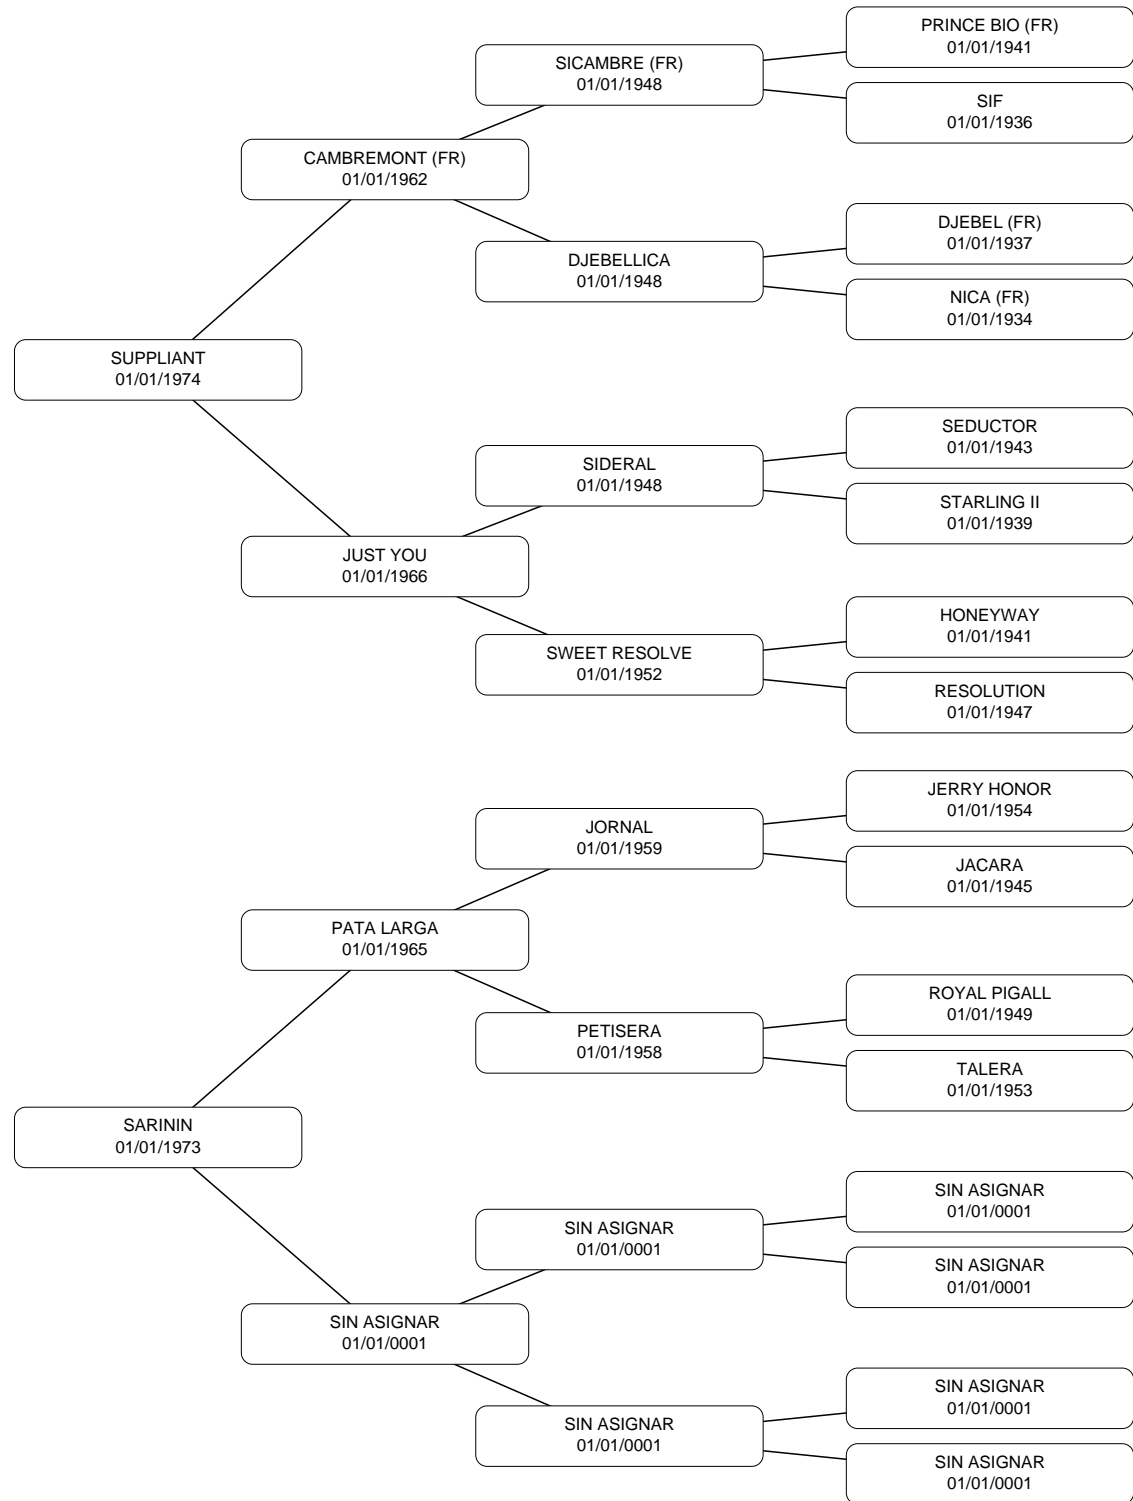 PRINCE BIO (FR)
01/01/1941
SICAMBRE (FR)
01/01/1948
SIF
01/01/1936
CAMBREMONT (FR)
01/01/1962
DJEBEL (FR)
01/01/1937
DJEBELLICA
01/01/1948
NICA (FR)
01/01/1934
SUPPLIANT
01/01/1974
SEDUCTOR
01/01/1943
SIDERAL
01/01/1948
STARLING II
01/01/1939
JUST YOU
01/01/1966
HONEYWAY
01/01/1941
SWEET RESOLVE
01/01/1952
RESOLUTION
01/01/1947
JERRY HONOR
01/01/1954
JORNAL
01/01/1959
JACARA
01/01/1945
PATA LARGA
01/01/1965
ROYAL PIGALL
01/01/1949
PETISERA
01/01/1958
TALERA
01/01/1953
SARININ
01/01/1973
SIN ASIGNAR
01/01/0001
SIN ASIGNAR
01/01/0001
SIN ASIGNAR
01/01/0001
SIN ASIGNAR
01/01/0001
SIN ASIGNAR
01/01/0001
SIN ASIGNAR
01/01/0001
SIN ASIGNAR
01/01/0001